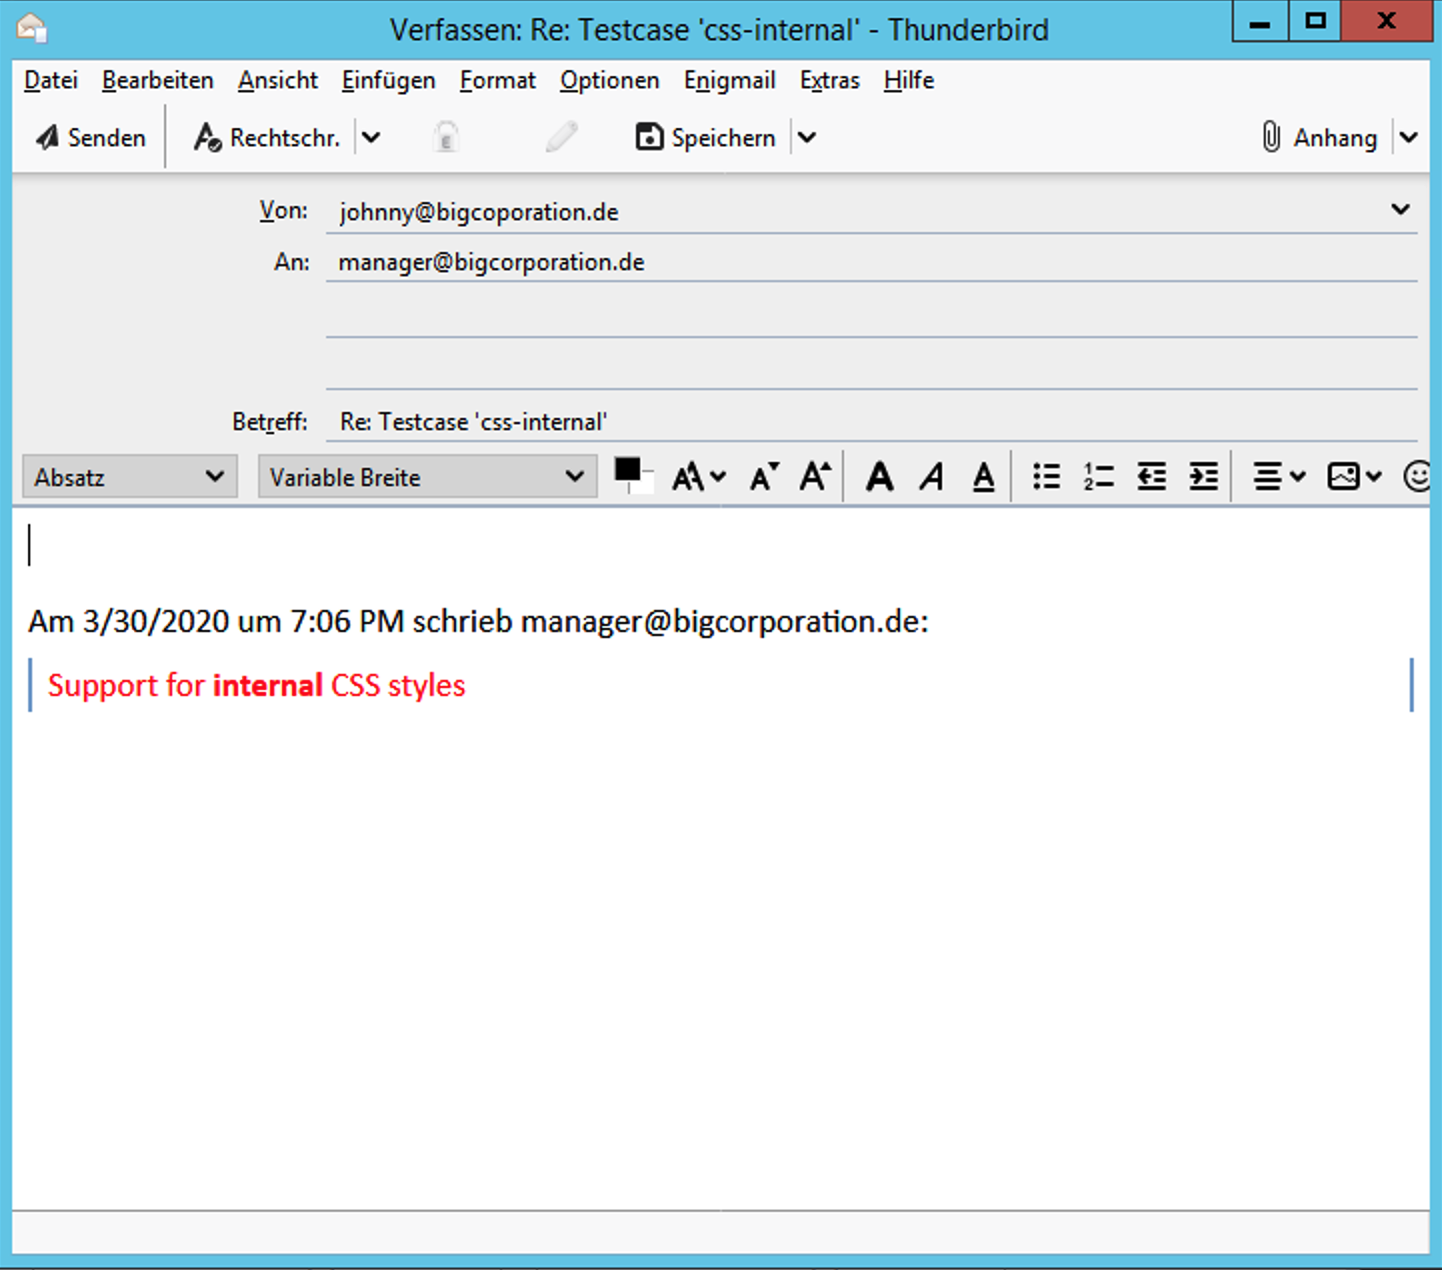 Verfassen: Re: Testcase 'css-internal' - Thunderbird
Datei Bearbeiten Ansicht Einfügen Format Optionen Enigmail Extras Hilfe
Senden Rechtschr. Speichern Anhang
Von: johnny@bigcoporation.de
An: manager@bigcorporation.de
Betreff: Re: Testcase 'css-internal'
Absatz Variable Breite
Am 3/30/2020 um 7:06 PM schrieb manager@bigcorporation.de:
Support for internal CSS styles